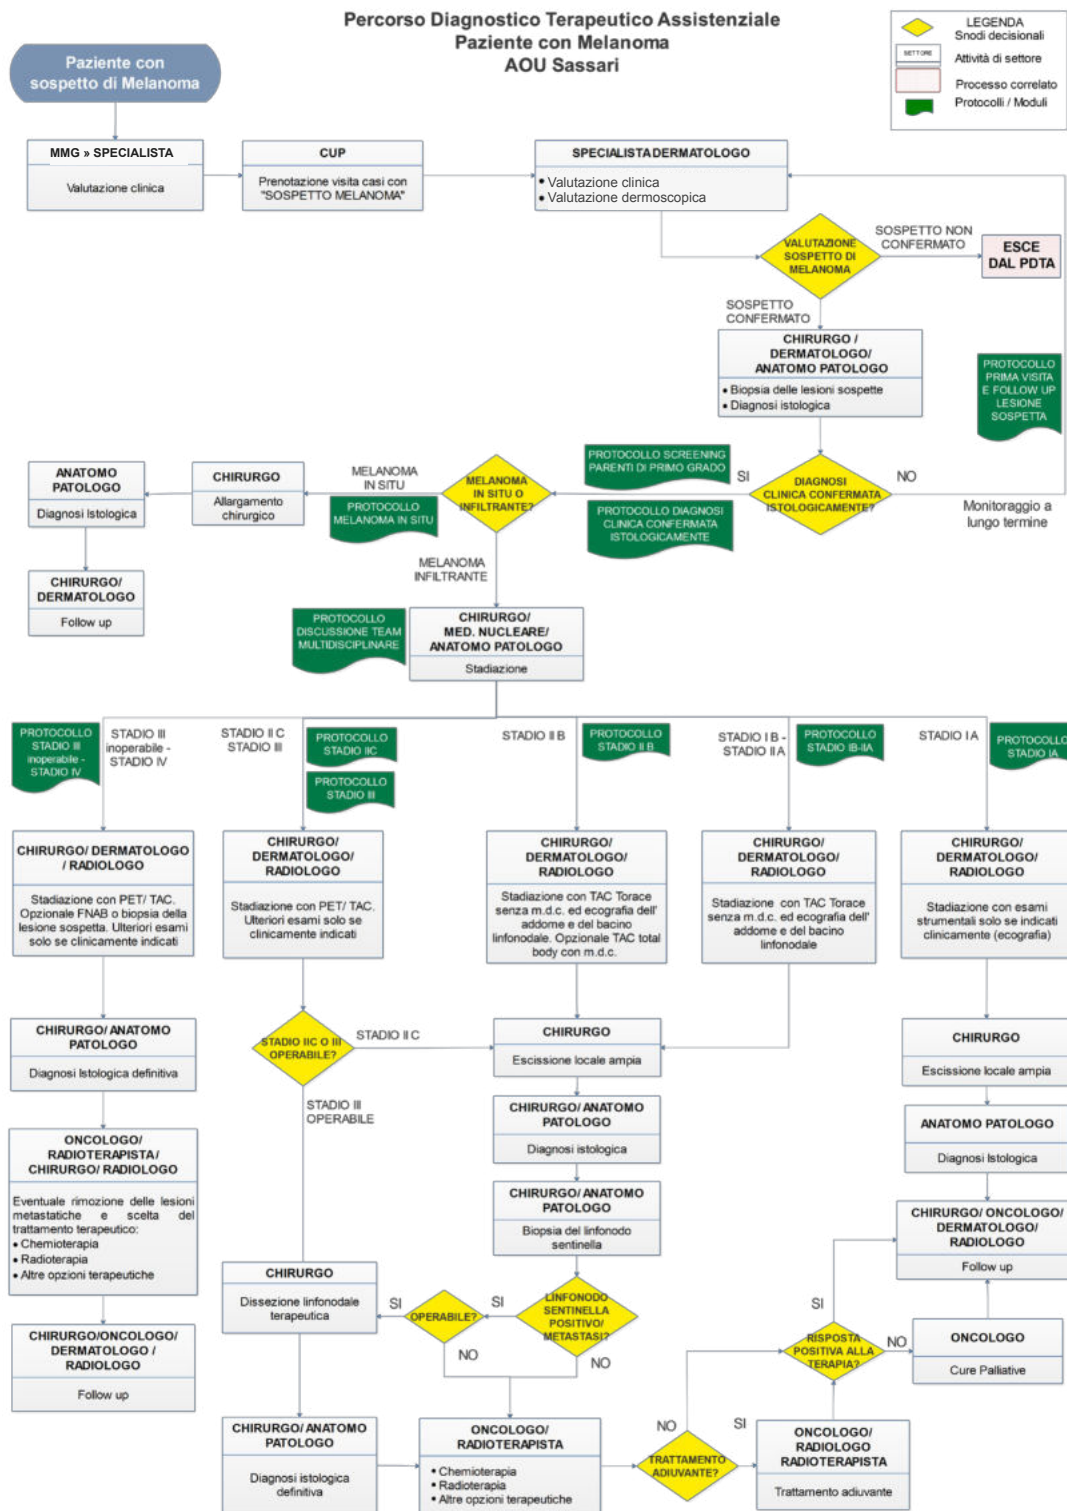 Percorso Diagnostico Terapeutico Assistenziale
Paziente con Melanoma
AOU Sassari
LEGENDA
Snodi decisionali
SETTORE
Attività di settore
Processo correlato
Protocolli / Moduli
Paziente con
sospetto di Melanoma
MMG » SPECIALISTA
Valutazione clinica
CUP
Prenotazione visita casi con
"SOSPETTO MELANOMA"
SPECIALISTA DERMATOLOGO
• Valutazione clinica
• Valutazione dermoscopica
VALUTAZIONE
SOSPETTO DI
MELANOMA
SOSPETTO NON
CONFERMATO
ESCE
DAL PDTA
SOSPETTO
CONFERMATO
CHIRURGO /
DERMATOLOGO/
ANATOMO PATOLOGO
• Biopsia delle lesioni sospette
• Diagnosi istologica
PROTOCOLLO
PRIMA VISITA
E FOLLOW UP
LESIONE
SOSPETTA
DIAGNOSI
CLINICA CONFERMATA
ISTOLOGICAMENTE?
SI
NO
Monitoraggio a
lungo termine
PROTOCOLLO SCREENING
PARENTI DI PRIMO GRADO
PROTOCOLLO DIAGNOSI
CLINICA CONFERMATA
ISTOLOGICAMENTE
MELANOMA
IN SITU O
INFILTRANTE?
MELANOMA
IN SITU
PROTOCOLLO
MELANOMA IN SITU
CHIRURGO
Allargamento
chirurgico
ANATOMO
PATOLOGO
Diagnosi Istologica
CHIRURGO/
DERMATOLOGO
Follow up
MELANOMA
INFILTRANTE
PROTOCOLLO
DISCUSSIONE TEAM
MULTIDISCIPLINARE
CHIRURGO/
MED. NUCLEARE/
ANATOMO PATOLOGO
Stadiazione
PROTOCOLLO
STADIO III
inoperabile -
STADIO IV
STADIO III
inoperabile -
STADIO IV
STADIO II C
STADIO III
PROTOCOLLO
STADIO IIC
PROTOCOLLO
STADIO III
STADIO II B
PROTOCOLLO
STADIO II B
STADIO I B -
STADIO II A
PROTOCOLLO
STADIO IB-IIA
STADIO I A
PROTOCOLLO
STADIO IA
CHIRURGO/ DERMATOLOGO
/ RADIOLOGO
Stadiazione con PET/ TAC.
Opzionale FNAB o biopsia della
lesione sospetta. Ulteriori esami
solo se clinicamente indicati
CHIRURGO/
DERMATOLOGO/
RADIOLOGO
Stadiazione con PET/ TAC.
Ulteriori esami solo se
clinicamente indicati
CHIRURGO/
DERMATOLOGO/
RADIOLOGO
Stadiazione con TAC Torace
senza m.d.c. ed ecografia dell'
addome e del bacino
linfonodale. Opzionale TAC total
body con m.d.c.
CHIRURGO/
DERMATOLOGO/
RADIOLOGO
Stadiazione con TAC Torace
senza m.d.c. ed ecografia dell'
addome e del bacino
linfonodale
CHIRURGO/
DERMATOLOGO/
RADIOLOGO
Stadiazione con esami
strumentali solo se indicati
clinicamente (ecografia)
CHIRURGO/ ANATOMO
PATOLOGO
Diagnosi Istologica definitiva
STADIO IIC O III
OPERABILE?
STADIO II C
STADIO III
OPERABILE
CHIRURGO
Escissione locale ampia
CHIRURGO
Escissione locale ampia
CHIRURGO/ ANATOMO
PATOLOGO
Diagnosi istologica
ANATOMO PATOLOGO
Diagnosi Istologica
ONCOLOGO/
RADIOTERAPISTA /
CHIRURGO/ RADIOLOGO
Eventuale rimozione delle lesioni
metastatiche e scelta del
trattamento terapeutico:
• Chemioterapia
• Radioterapia
• Altre opzioni terapeutiche
CHIRURGO/ANATOMO
PATOLOGO
Biopsia del linfonodo
sentinella
CHIRURGO/ ONCOLOGO/
DERMATOLOGO/
RADIOLOGO
Follow up
CHIRURGO
Dissezione linfonodale
terapeutica
SI
OPERABILE?
SI
LINFONODO
SENTINELLA
POSITIVO/
METASTASI?
NO
NO
SI
RISPOSTA
POSITIVA ALLA
TERAPIA?
NO
ONCOLOGO
Cure Palliative
CHIRURGO/ONCOLOGO/
DERMATOLOGO /
RADIOLOGO
Follow up
CHIRURGO/ANATOMO
PATOLOGO
Diagnosi istologica
definitiva
ONCOLOGO/
RADIOTERAPISTA
• Chemioterapia
• Radioterapia
• Altre opzioni terapeutiche
NO
TRATTAMENTO
ADIUVANTE?
SI
ONCOLOGO/
RADIOLOGO
RADIOTERAPISTA
Trattamento adiuvante